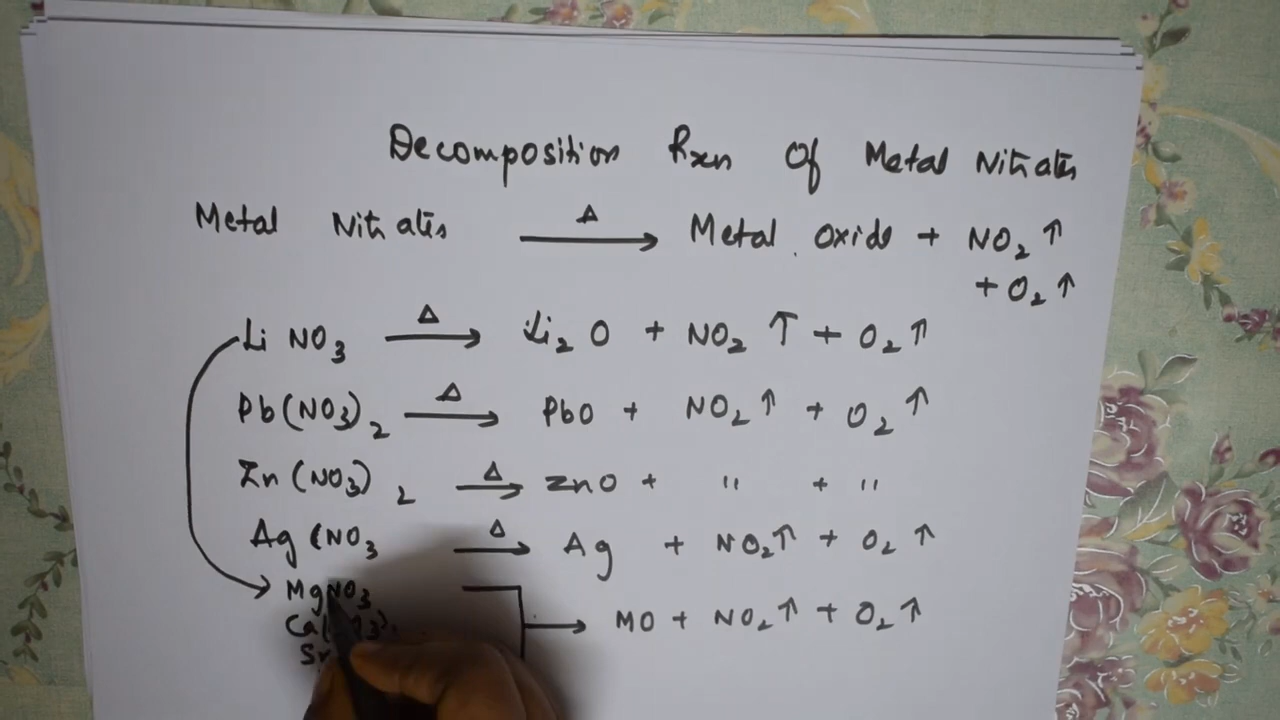 Decomposition Rxn Of Metal Nitrates
Metal Nitrates Δ → Metal Oxide + NO₂ ↑
+ O₂ ↑
Li NO₃ Δ → Li₂ O + NO₂ ↑ + O₂ ↑
Pb(NO₃)₂ Δ → PbO + NO₂ ↑ + O₂ ↑
Zn (NO₃) ₂ Δ → ZnO + " + "
Ag (NO₃ Δ → Ag + NO₂ ↑ + O₂ ↑
MgNO₃ → MO + NO₂ ↑ + O₂ ↑